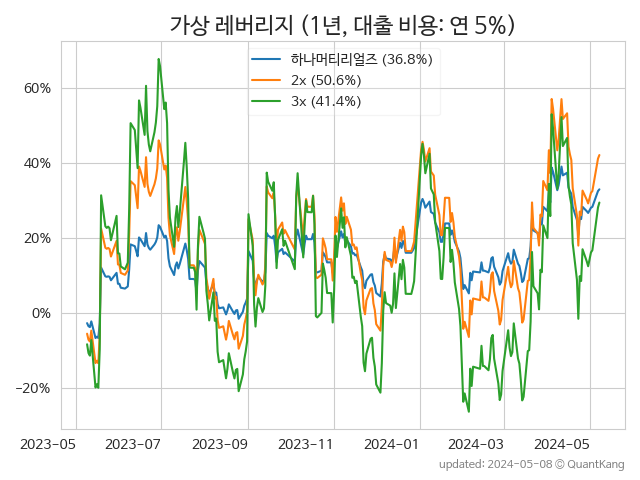 가상 레버리지 (1년, 대출 비용: 연 5%)
하나머티리얼즈 (36.8%)
2x (50.6%)
3x (41.4%)
60%
40%
20%
0%
−20%
2023-05 2023-07 2023-09 2023-11 2024-01 2024-03 2024-05
updated: 2024-05-08 © QuantKang